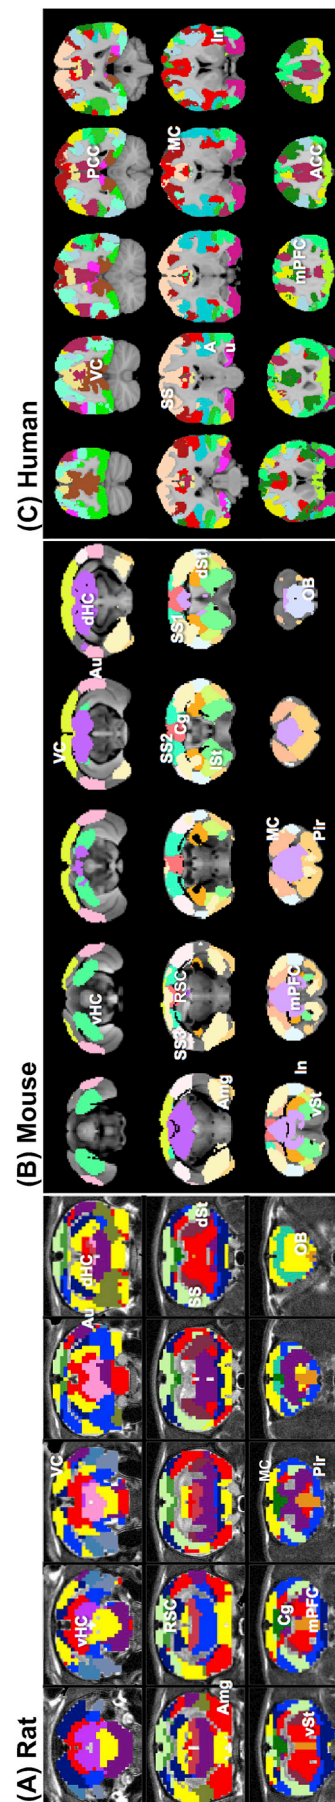 (A) Rat
vHC
VC
Au
dHC
Amg
RSC
SS
dSt
vSt
Cg
mPFC
MC
Pir
OB
(B) Mouse
vHC
VC
Au
dHC
Amg
SS3
RSC
SS2
Cg
lSt
SS1
dSt
vSt
In
mPFC
MC
Pir
OB
(C) Human
VC
PCC
SS
A
u
MC
In
mPFC
ACC